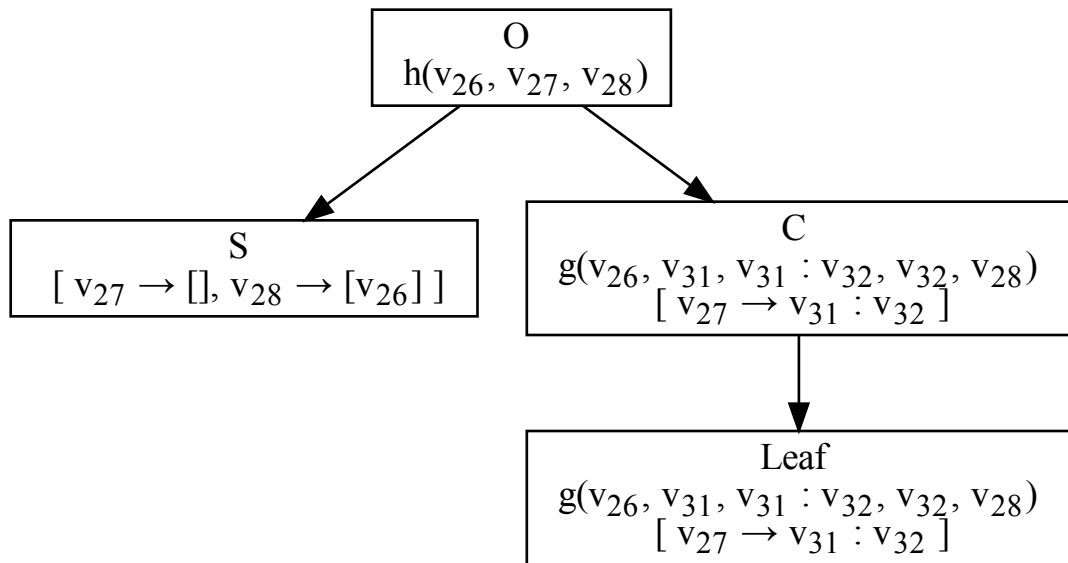 O
h(v₂₆, v₂₇, v₂₈)
S
[ v₂₇ → [], v₂₈ → [v₂₆] ]
C
g(v₂₆, v₃₁, v₃₁ : v₃₂, v₃₂, v₂₈)
[ v₂₇ → v₃₁ : v₃₂ ]
Leaf
g(v₂₆, v₃₁, v₃₁ : v₃₂, v₃₂, v₂₈)
[ v₂₇ → v₃₁ : v₃₂ ]